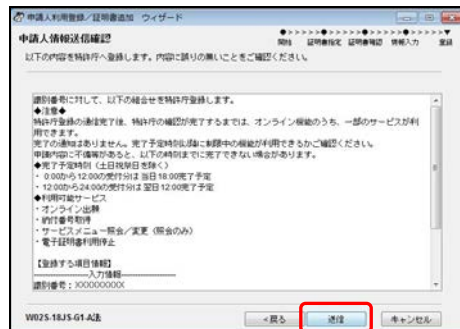 申請人利用登録／証明書追加 ウィザード
申請人情報送信確認
●>>>>>●>>>>>●>>>>>●>>>>>▼
開始 証明書指定 証明書確認 情報入力 登録
以下の内容を特許庁へ登録します。内容に誤りの無いことをご確認ください。
識別番号に対して、以下の組合せを特許庁登録します。
◆注意◆
特許庁登録の通信完了後、特許庁の確認が完了するまでは、オンライン機能のうち、一部のサービスが利
用できます。
完了の通知はありません。完了予定時刻以降に制限中の機能が利用できるかご確認ください。
申請内容に不備等があると、以下の時刻までに完了できない場合があります。
◆完了予定時刻（土日祝祭日を除く）
・ 0:00から12:00の受付分は 当日18:00完了予定
・ 12:00から24:00の受付分は 翌日12:00完了予定
◆利用可能サービス
・オンライン出願
・納付番号取得
・サービスメニュー照会／変更（照会のみ）
・電子証明書利用停止
【登録する項目情報】
――――――入力情報――――――
識別番号：XXXXXXXXX
W02S-18JS-G1-A法
<戻る
送信
キャンセル